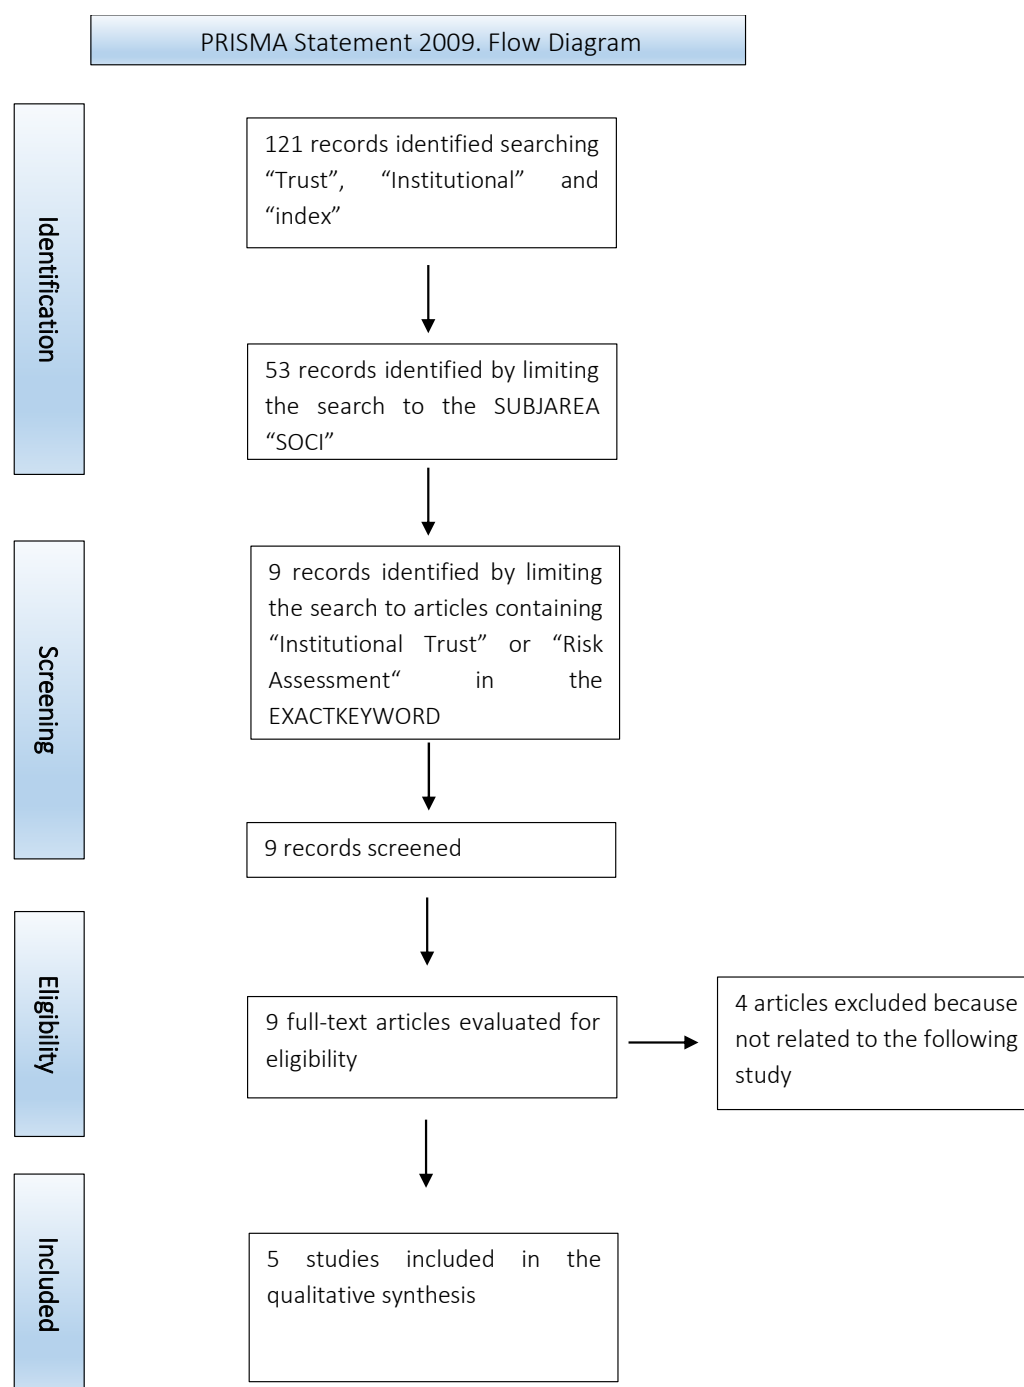 PRISMA Statement 2009. Flow Diagram
Identification
121 records identified searching
“Trust”, “Institutional” and
“index”
53 records identified by limiting
the search to the SUBJAREA
“SOCI”
Screening
9 records identified by limiting
the search to articles containing
“Institutional Trust” or “Risk
Assessment“ in the
EXACTKEYWORD
9 records screened
Eligibility
9 full-text articles evaluated for
eligibility
4 articles excluded because
not related to the following
study
Included
5 studies included in the
qualitative synthesis